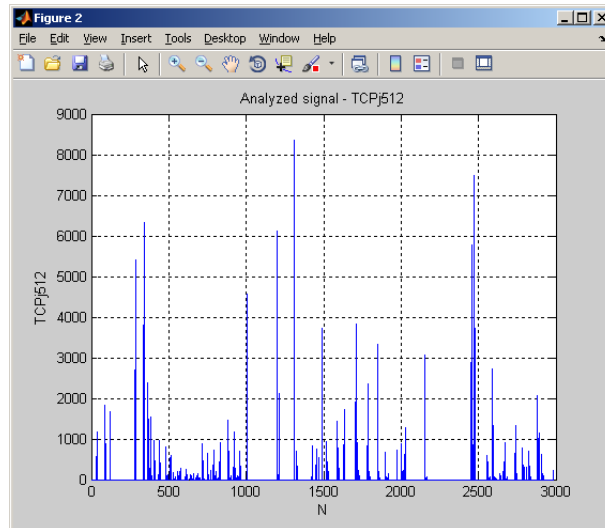 Figure 2
File Edit View Insert Tools Desktop Window Help
Analyzed signal - TCPj512
9000
8000
7000
6000
5000
4000
3000
2000
1000
0
TCPj512
0 500 1000 1500 2000 2500 3000
N